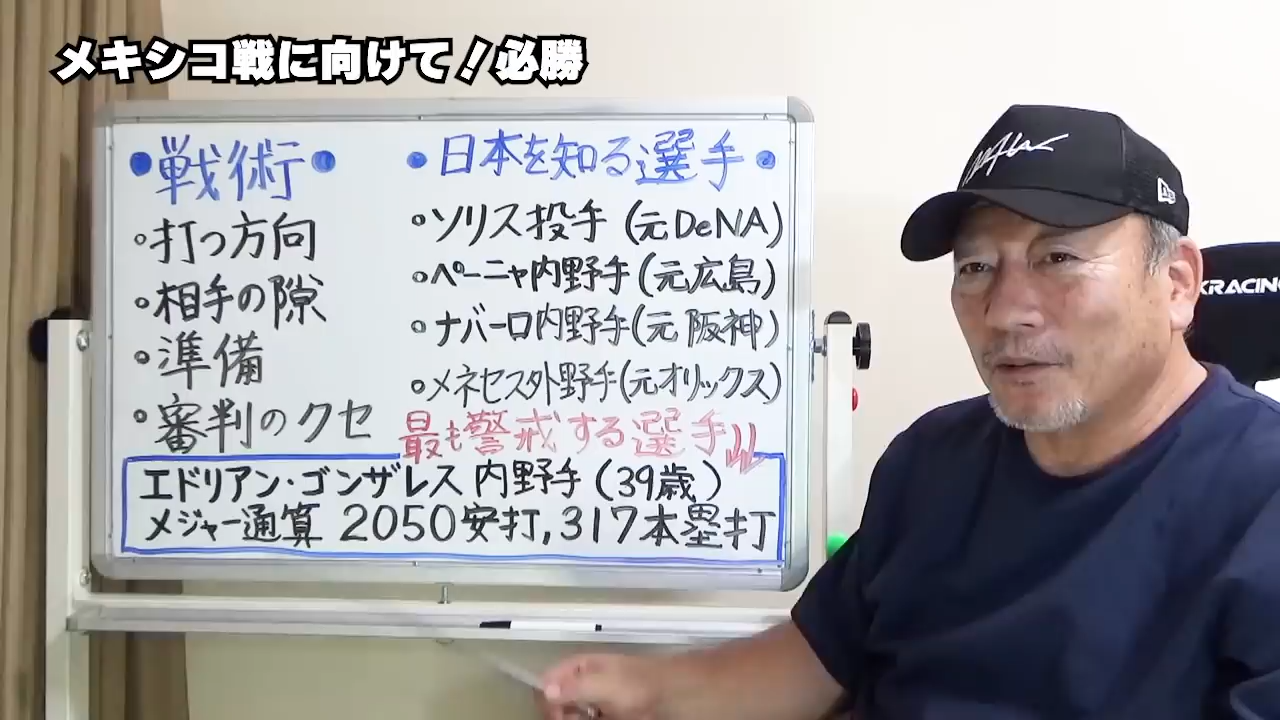 メキシコ戦に向けて!必勝
•戦術•
◦打つ方向
◦相手の隙
◦準備
◦審判のクセ
•日本を知る選手•
◦ソリス投手(元DeNA)
◦ペーニャ内野手(元広島)
◦ナバーロ内野手(元阪神)
◦メネセス外野手(元オリックス)
最も警戒する選手
エドリアン・ゴンザレス内野手(39歳)
メジャー通算 2050安打,317本塁打
XRACING